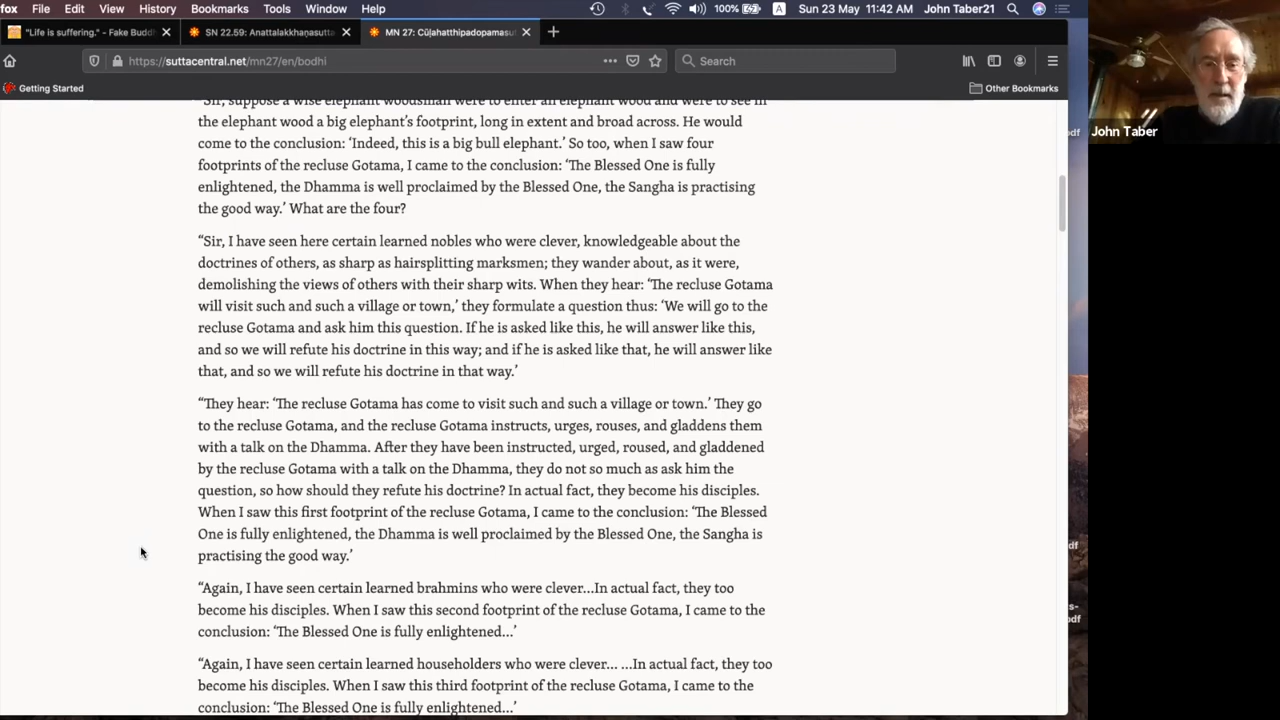 fox File Edit View History Bookmarks Tools Window Help 100% A Sun 23 May 11:42 AM John Taber21
"Life is suffering." - Fake Budd
SN 22.59: Anattalakkhaṇasutta
MN 27: Cūḷahatthipadopamasut
https://suttacentral.net/mn27/en/bodhi
Search
Getting Started
Other Bookmarks
John Taber
"Sir, suppose a wise elephant woodsman were to enter an elephant wood and were to see in
the elephant wood a big elephant’s footprint, long in extent and broad across. He would
come to the conclusion: ‘Indeed, this is a big bull elephant.’ So too, when I saw four
footprints of the recluse Gotama, I came to the conclusion: ‘The Blessed One is fully
enlightened, the Dhamma is well proclaimed by the Blessed One, the Sangha is practising
the good way.’ What are the four?
“Sir, I have seen here certain learned nobles who were clever, knowledgeable about the
doctrines of others, as sharp as hairsplitting marksmen; they wander about, as it were,
demolishing the views of others with their sharp wits. When they hear: ‘The recluse Gotama
will visit such and such a village or town,’ they formulate a question thus: ‘We will go to the
recluse Gotama and ask him this question. If he is asked like this, he will answer like this,
and so we will refute his doctrine in this way; and if he is asked like that, he will answer like
that, and so we will refute his doctrine in that way.’
“They hear: ‘The recluse Gotama has come to visit such and such a village or town.’ They go
to the recluse Gotama, and the recluse Gotama instructs, urges, rouses, and gladdens them
with a talk on the Dhamma. After they have been instructed, urged, roused, and gladdened
by the recluse Gotama with a talk on the Dhamma, they do not so much as ask him the
question, so how should they refute his doctrine? In actual fact, they become his disciples.
When I saw this first footprint of the recluse Gotama, I came to the conclusion: ‘The Blessed
One is fully enlightened, the Dhamma is well proclaimed by the Blessed One, the Sangha is
practising the good way.’
“Again, I have seen certain learned brahmins who were clever…In actual fact, they too
become his disciples. When I saw this second footprint of the recluse Gotama, I came to the
conclusion: ‘The Blessed One is fully enlightened…’
“Again, I have seen certain learned householders who were clever… …In actual fact, they too
become his disciples. When I saw this third footprint of the recluse Gotama, I came to the
conclusion: ‘The Blessed One is fully enlightened…’
df
df
s-
df